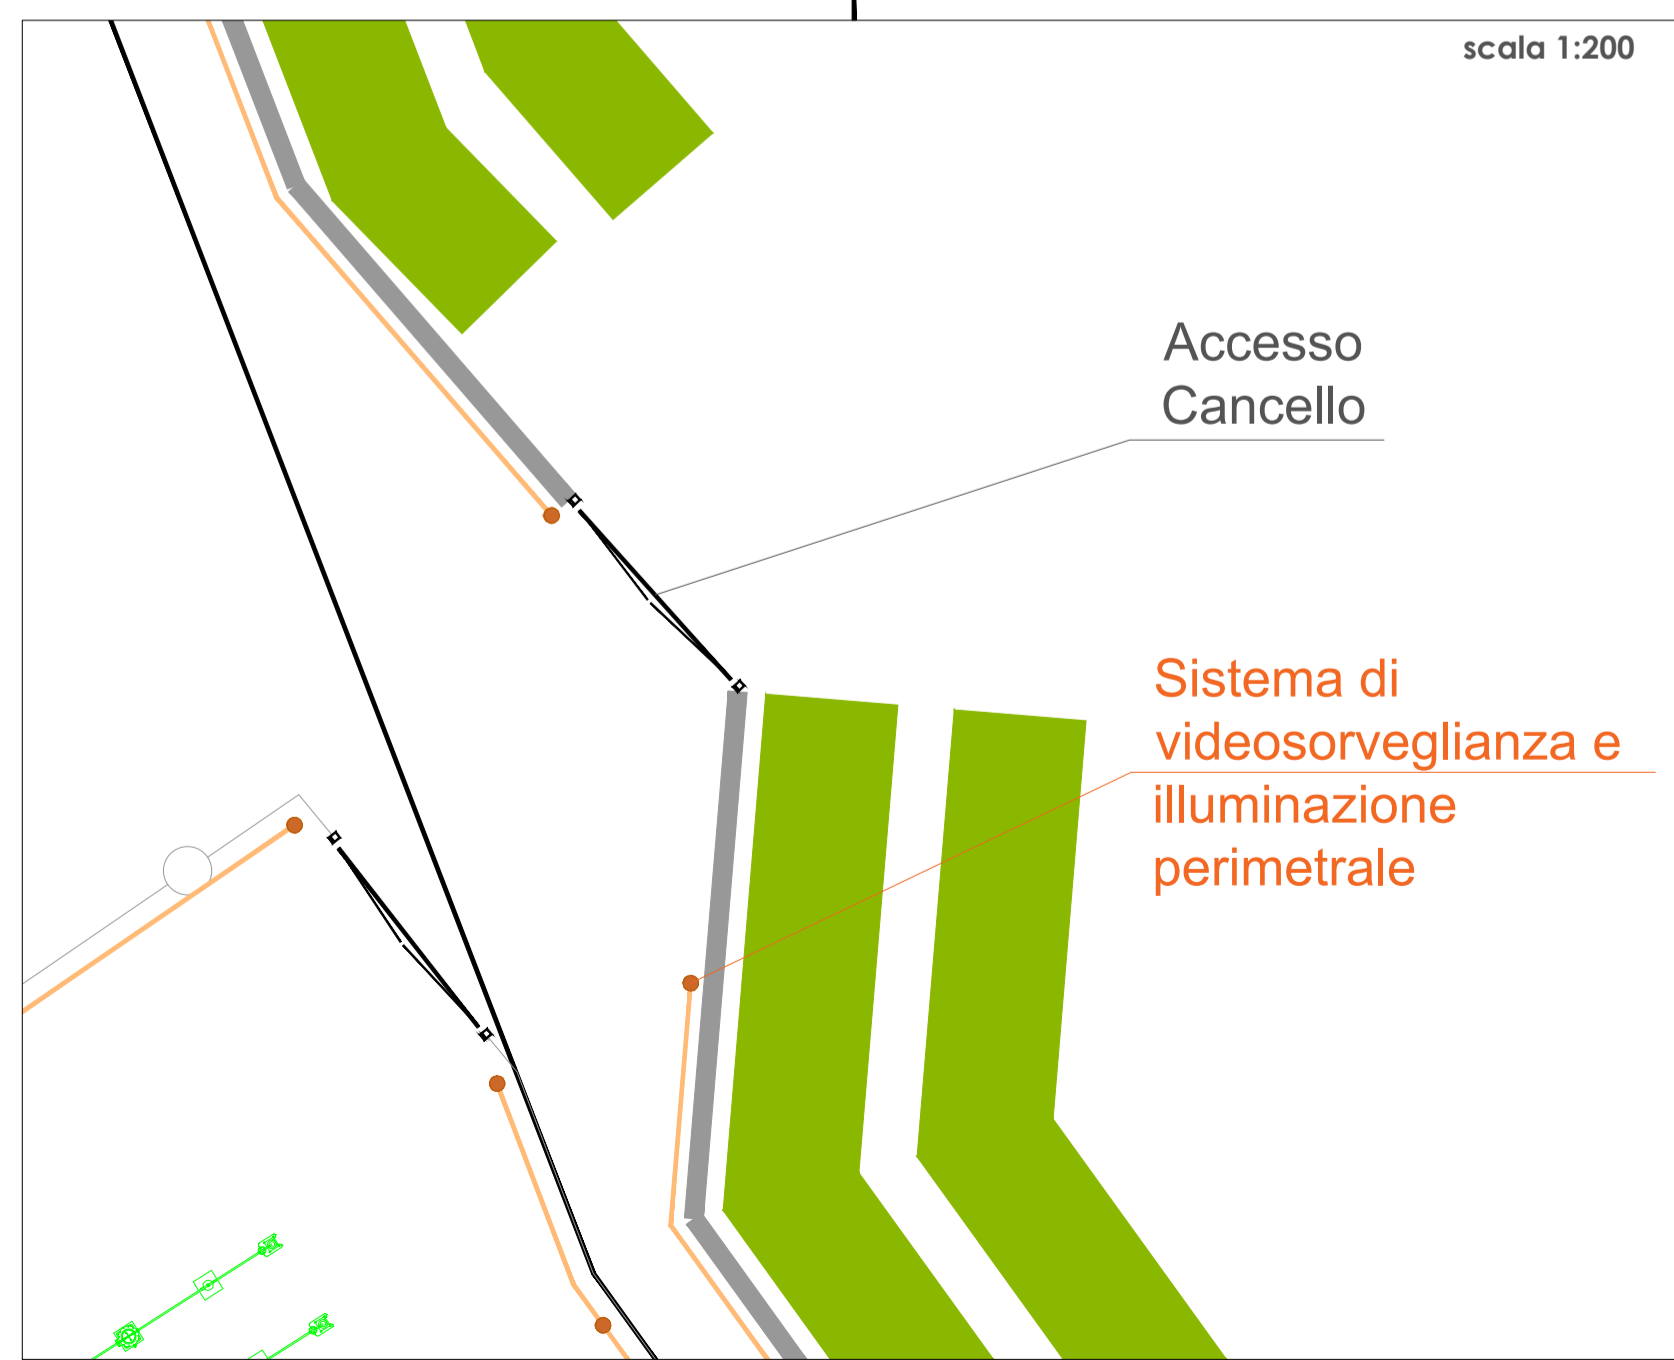 scala 1:200
Accesso
Cancello
Sistema di
videosorveglianza e
illuminazione
perimetrale